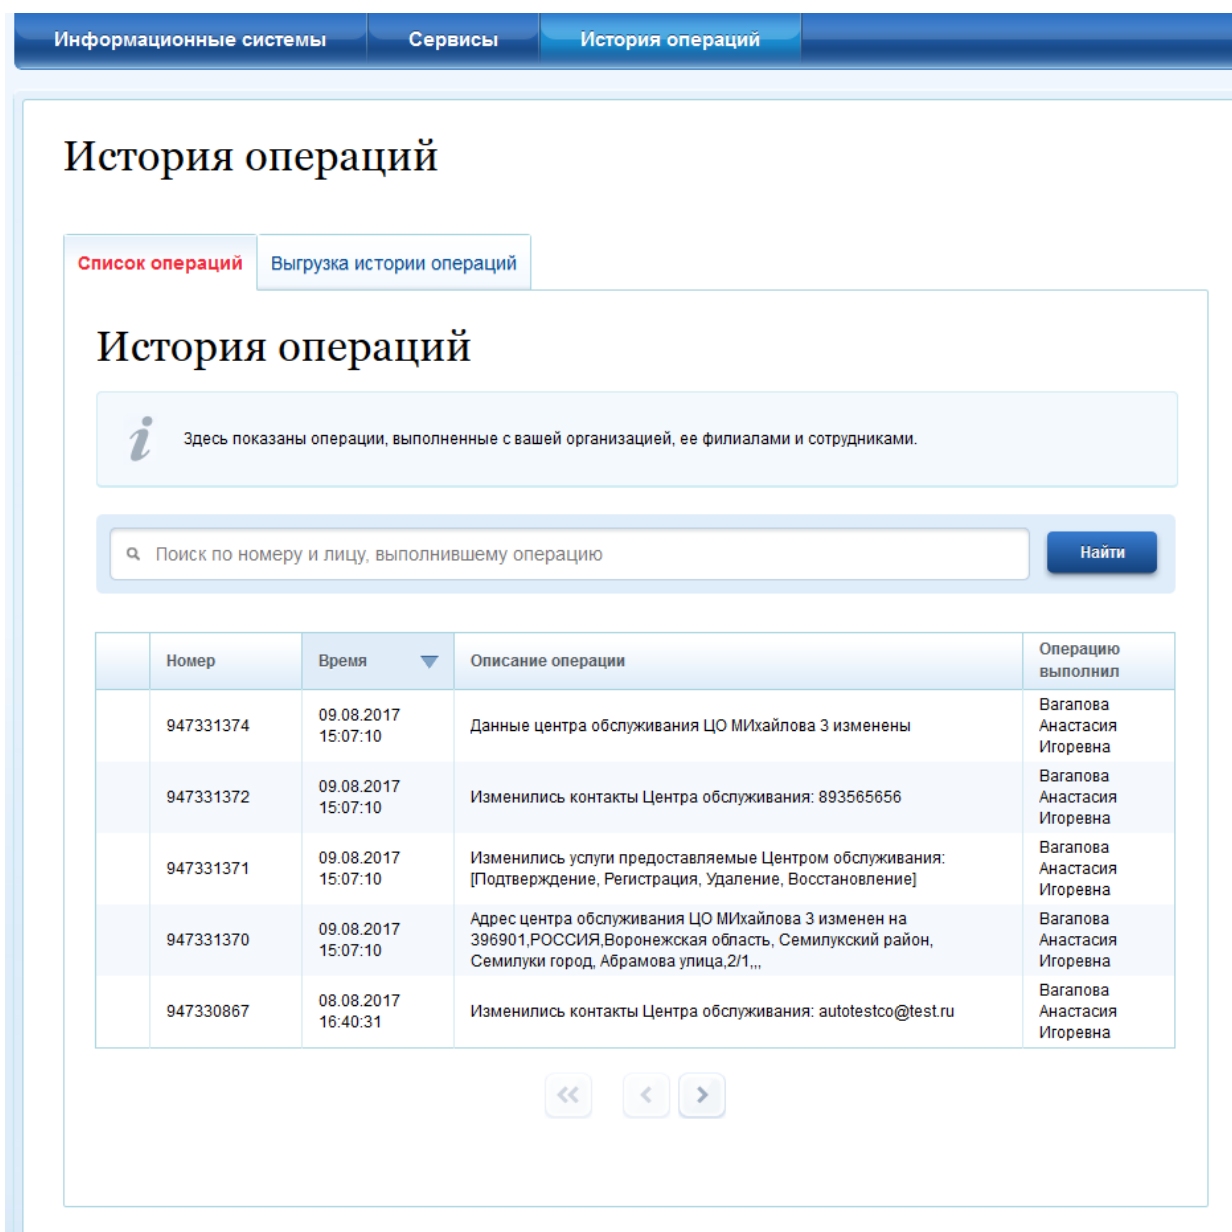 Информационные системы
Сервисы
История операций
История операций
Список операций
Выгрузка истории операций
История операций
Здесь показаны операции, выполненные с вашей организацией, ее филиалами и сотрудниками.
Поиск по номеру и лицу, выполнившему операцию
Найти
Номер
Время
Описание операции
Операцию
выполнил
947331374
09.08.2017
15:07:10
Данные центра обслуживания ЦО МИхайлова 3 изменены
Вагапова
Анастасия
Игоревна
947331372
09.08.2017
15:07:10
Изменились контакты Центра обслуживания: 893565656
Вагапова
Анастасия
Игоревна
947331371
09.08.2017
15:07:10
Изменились услуги предоставляемые Центром обслуживания:
[Подтверждение, Регистрация, Удаление, Восстановление]
Вагапова
Анастасия
Игоревна
947331370
09.08.2017
15:07:10
Адрес центра обслуживания ЦО МИхайлова 3 изменен на
396901,РОССИЯ,Воронежская область, Семилукский район,
Семилуки город, Абрамова улица,2/1,,,
Вагапова
Анастасия
Игоревна
947330867
08.08.2017
16:40:31
Изменились контакты Центра обслуживания: autotestco@test.ru
Вагапова
Анастасия
Игоревна